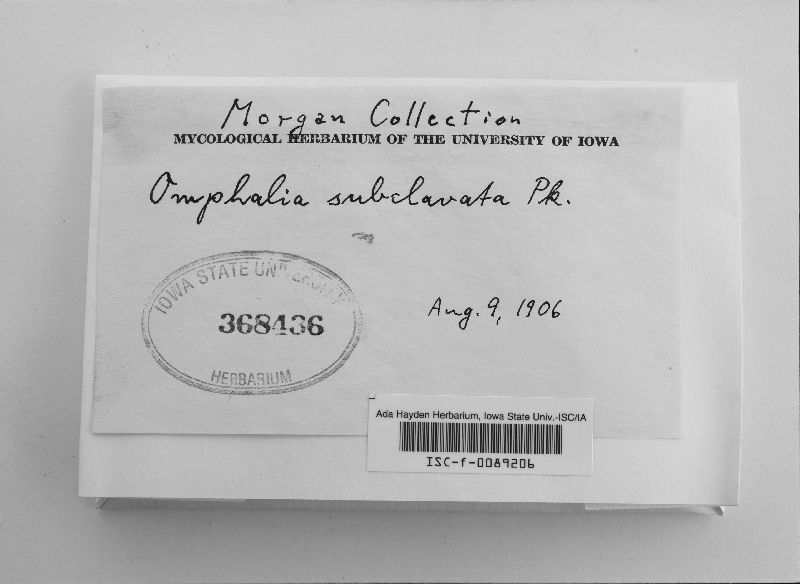 Morgan Collection
MYCOLOGICAL HERBARIUM OF THE UNIVERSITY OF IOWA
Omphalia subclavata Pk.
IOWA STATE UNIVERSITY
368436
HERBARIUM
Aug. 9, 1906
Ada Hayden Herbarium, Iowa State Univ.-ISC/IA
ISC-f-0089206